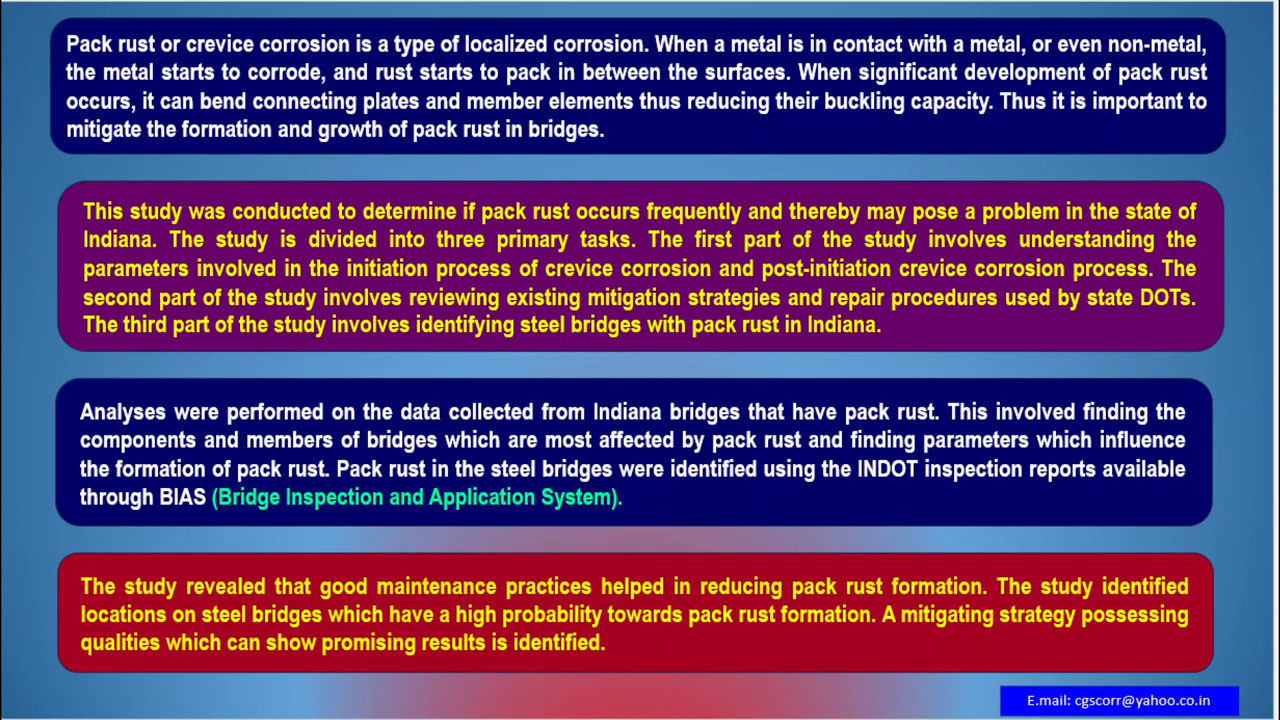 Pack rust or crevice corrosion is a type of localized corrosion. When a metal is in contact with a metal, or even non-metal,
the metal starts to corrode, and rust starts to pack in between the surfaces. When significant development of pack rust
occurs, it can bend connecting plates and member elements thus reducing their buckling capacity. Thus it is important to
mitigate the formation and growth of pack rust in bridges.
This study was conducted to determine if pack rust occurs frequently and thereby may pose a problem in the state of
Indiana. The study is divided into three primary tasks. The first part of the study involves understanding the
parameters involved in the initiation process of crevice corrosion and post-initiation crevice corrosion process. The
second part of the study involves reviewing existing mitigation strategies and repair procedures used by state DOTs.
The third part of the study involves identifying steel bridges with pack rust in Indiana.
Analyses were performed on the data collected from Indiana bridges that have pack rust. This involved finding the
components and members of bridges which are most affected by pack rust and finding parameters which influence
the formation of pack rust. Pack rust in the steel bridges were identified using the INDOT inspection reports available
through BIAS (Bridge Inspection and Application System).
The study revealed that good maintenance practices helped in reducing pack rust formation. The study identified
locations on steel bridges which have a high probability towards pack rust formation. A mitigating strategy possessing
qualities which can show promising results is identified.
E.mail: cgscorr@yahoo.co.in